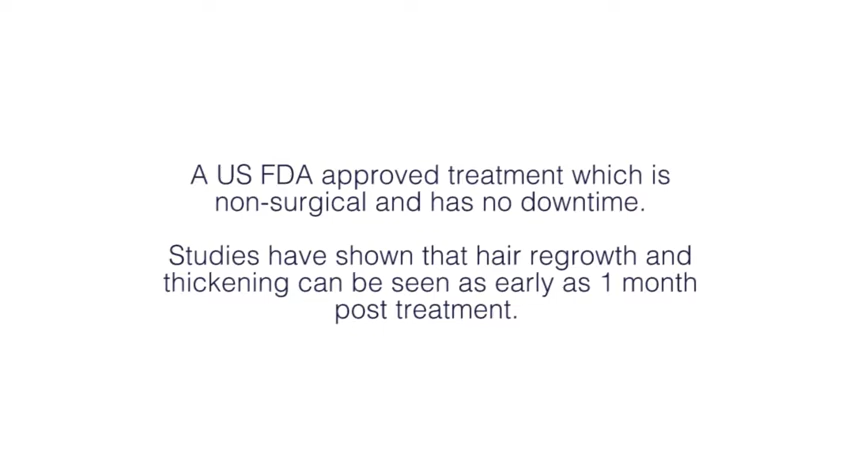 A US FDA approved treatment which is
non-surgical and has no downtime.
Studies have shown that hair regrowth and
thickening can be seen as early as 1 month
post treatment.